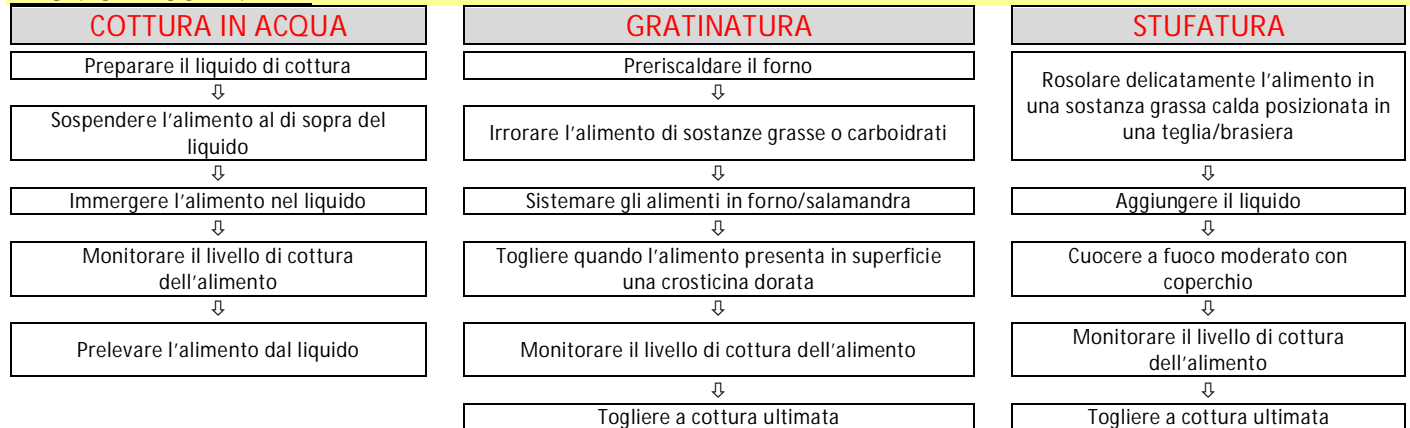 COTTURA IN ACQUA
Preparare il liquido di cottura
⇩
Sospendere l'alimento al di sopra del
liquido
⇩
Immergere l'alimento nel liquido
⇩
Monitorare il livello di cottura
dell'alimento
⇩
Prelevare l'alimento dal liquido
GRATINATURA
Preriscaldare il forno
⇩
Irrorare l'alimento di sostanze grasse o carboidrati
⇩
Sistemare gli alimenti in forno/salamandra
⇩
Togliere quando l'alimento presenta in superficie
una crosticina dorata
⇩
Monitorare il livello di cottura dell'alimento
⇩
Togliere a cottura ultimata
STUFATURA
Rosolare delicatamente l'alimento in
una sostanza grassa calda posizionata in
una teglia/brasiera
⇩
Aggiungere il liquido
⇩
Cuocere a fuoco moderato con
coperchio
⇩
Monitorare il livello di cottura
dell'alimento
⇩
Togliere a cottura ultimata